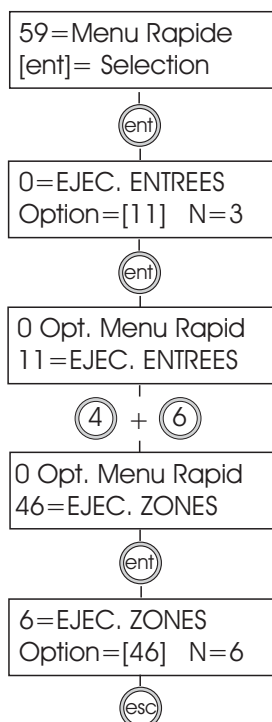 59=Menu Rapide
[ent]= Selection
ent
0=EJEC. ENTREES
Option=[11] N=3
ent
0 Opt. Menu Rapid
11=EJEC. ENTREES
4 + 6
0 Opt. Menu Rapid
46=EJEC. ZONES
ent
6=EJEC. ZONES
Option=[46] N=6
esc